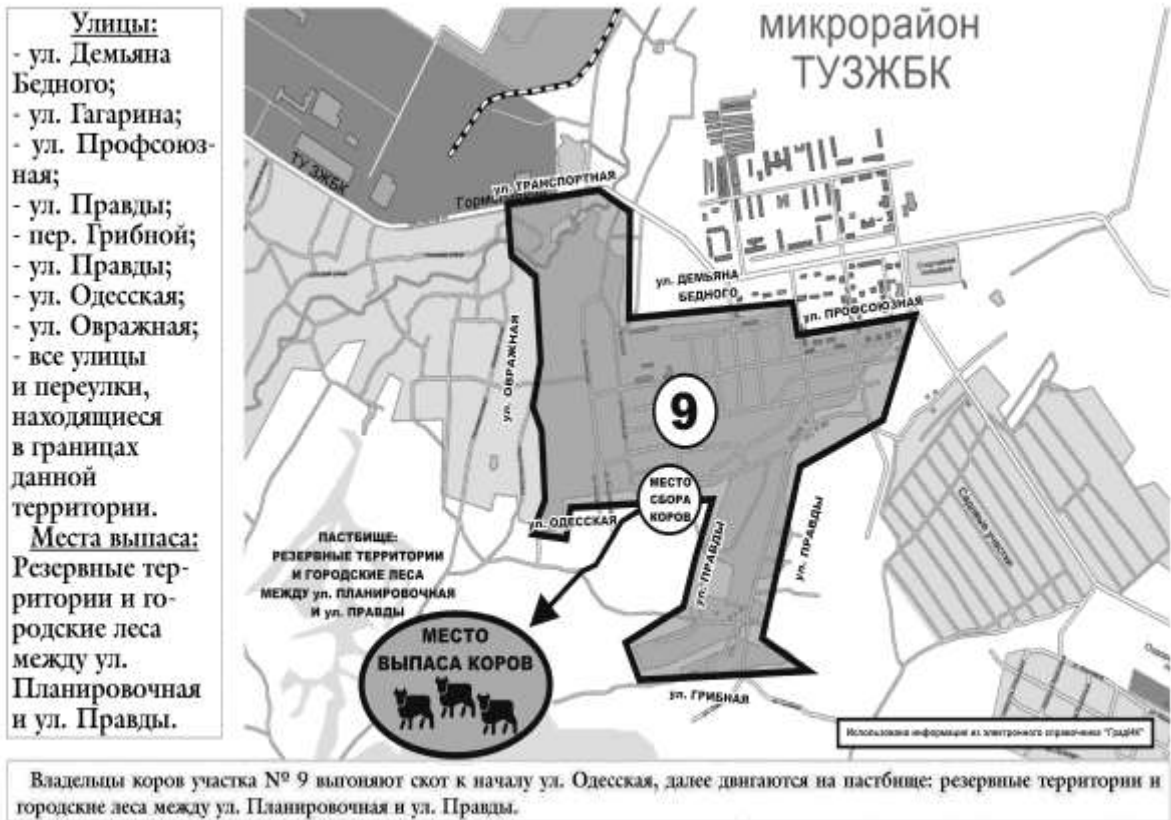 Улицы:
- ул. Демьяна
Бедного;
- ул. Гагарина;
- ул. Профсоюз-
ная;
- ул. Правды;
- пер. Грибной;
- ул. Правды;
- ул. Одесская;
- ул. Овражная;
- все улицы
и переулки,
находящиеся
в границах
данной
территории.
Места выпаса:
Резервные тер-
ритории и го-
родские леса
между ул.
Планировочная
и ул. Правды.
микрорайон
ТУЗЖБК
ТУ ЗЖБК
ул. ТРАНСПОРТНАЯ
ул. ДЕМЬЯНА
БЕДНОГО
ул. ПРОФСОЮЗНАЯ
ул. ОВРАЖНАЯ
9
МЕСТО
СБОРА
КОРОВ
ул. ОДЕССКАЯ
ул. ПРАВДЫ
ул. ПРАВДЫ
Садовые участки
ПАСТБИЩЕ:
РЕЗЕРВНЫЕ ТЕРРИТОРИИ
И ГОРОДСКИЕ ЛЕСА
МЕЖДУ ул. ПЛАНИРОВОЧНАЯ
И ул. ПРАВДЫ
МЕСТО
ВЫПАСА КОРОВ
ул. ГРИБНАЯ
Использована информация из электронного справочника "ГрадНК"
Владельцы коров участка № 9 выгоняют скот к началу ул. Одесская, далее двигаются на пастбище: резервные территории и
городские леса между ул. Планировочная и ул. Правды.